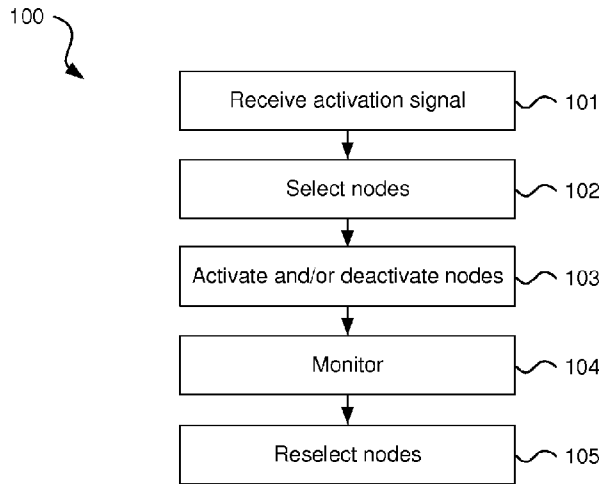 100
Receive activation signal
101
Select nodes
102
Activate and/or deactivate nodes
103
Monitor
104
Reselect nodes
105